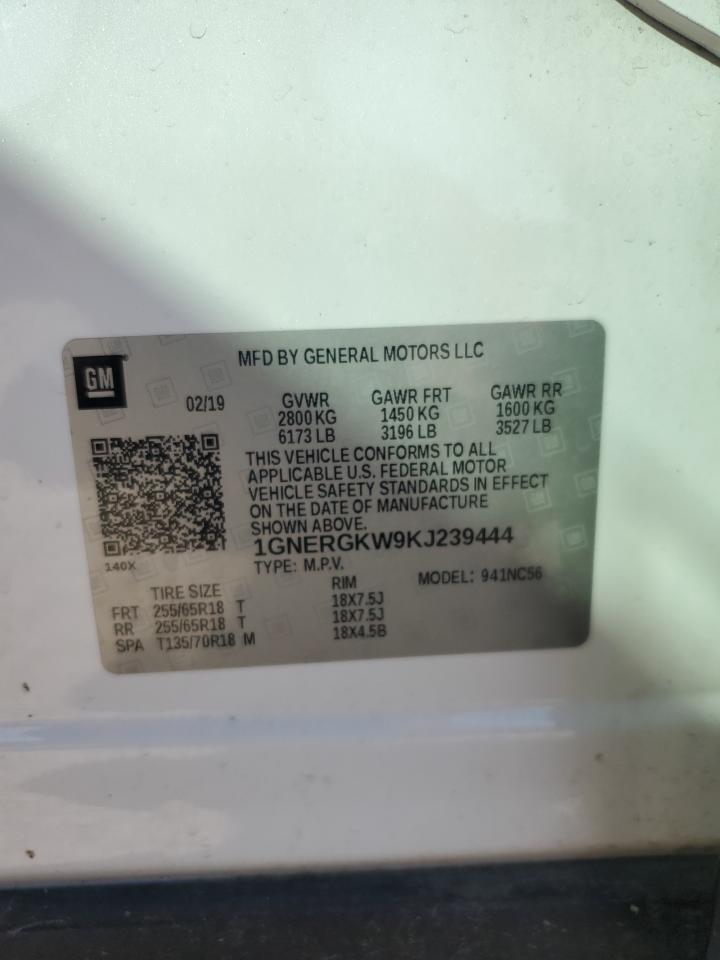 GM
MFD BY GENERAL MOTORS LLC
02/19
GVWR GAWR FRT GAWR RR
2800 KG 1450 KG 1600 KG
6173 LB 3196 LB 3527 LB
THIS VEHICLE CONFORMS TO ALL
APPLICABLE U.S. FEDERAL MOTOR
VEHICLE SAFETY STANDARDS IN EFFECT
ON THE DATE OF MANUFACTURE
SHOWN ABOVE.
140X
1GNERGKW9KJ239444
TYPE: M.P.V. MODEL: 941NC56
TIRE SIZE RIM
FRT 255/65R18 T 18X7.5J
RR 255/65R18 T 18X7.5J
SPA T135/70R18 M 18X4.5B